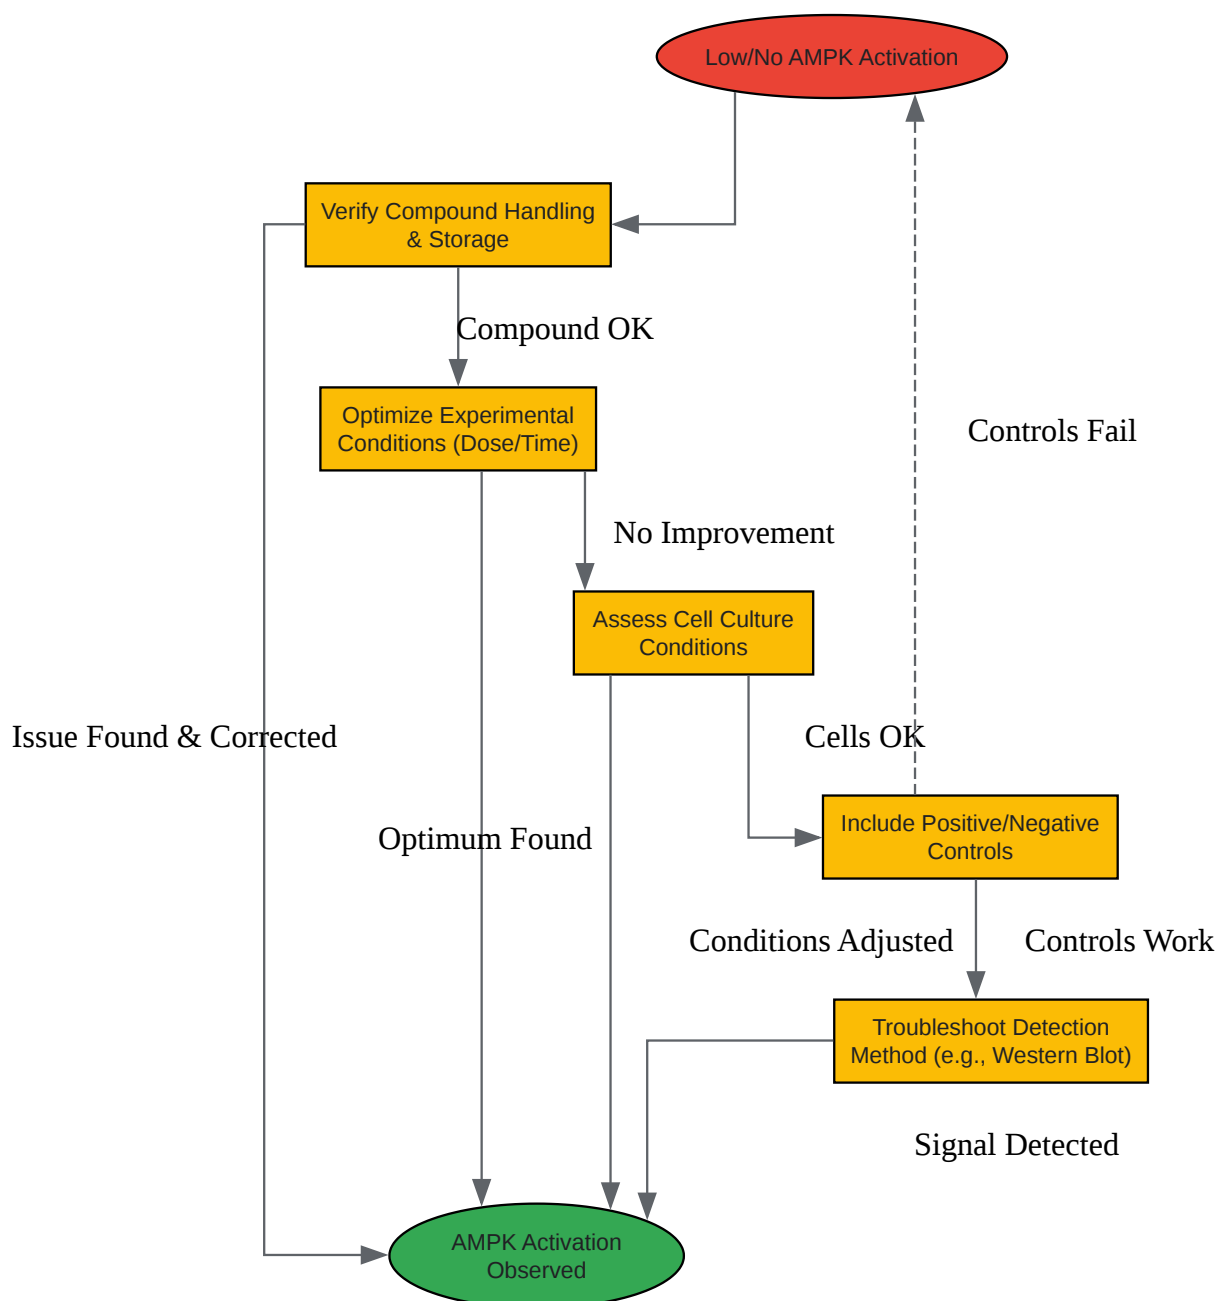 Low/No AMPK Activation
Verify Compound Handling
& Storage
Compound OK
Optimize Experimental
Conditions (Dose/Time)
Controls Fail
No Improvement
Assess Cell Culture
Conditions
Issue Found & Corrected
Cells OK
Optimum Found
Include Positive/Negative
Controls
Conditions Adjusted
Controls Work
Troubleshoot Detection
Method (e.g., Western Blot)
Signal Detected
AMPK Activation
Observed